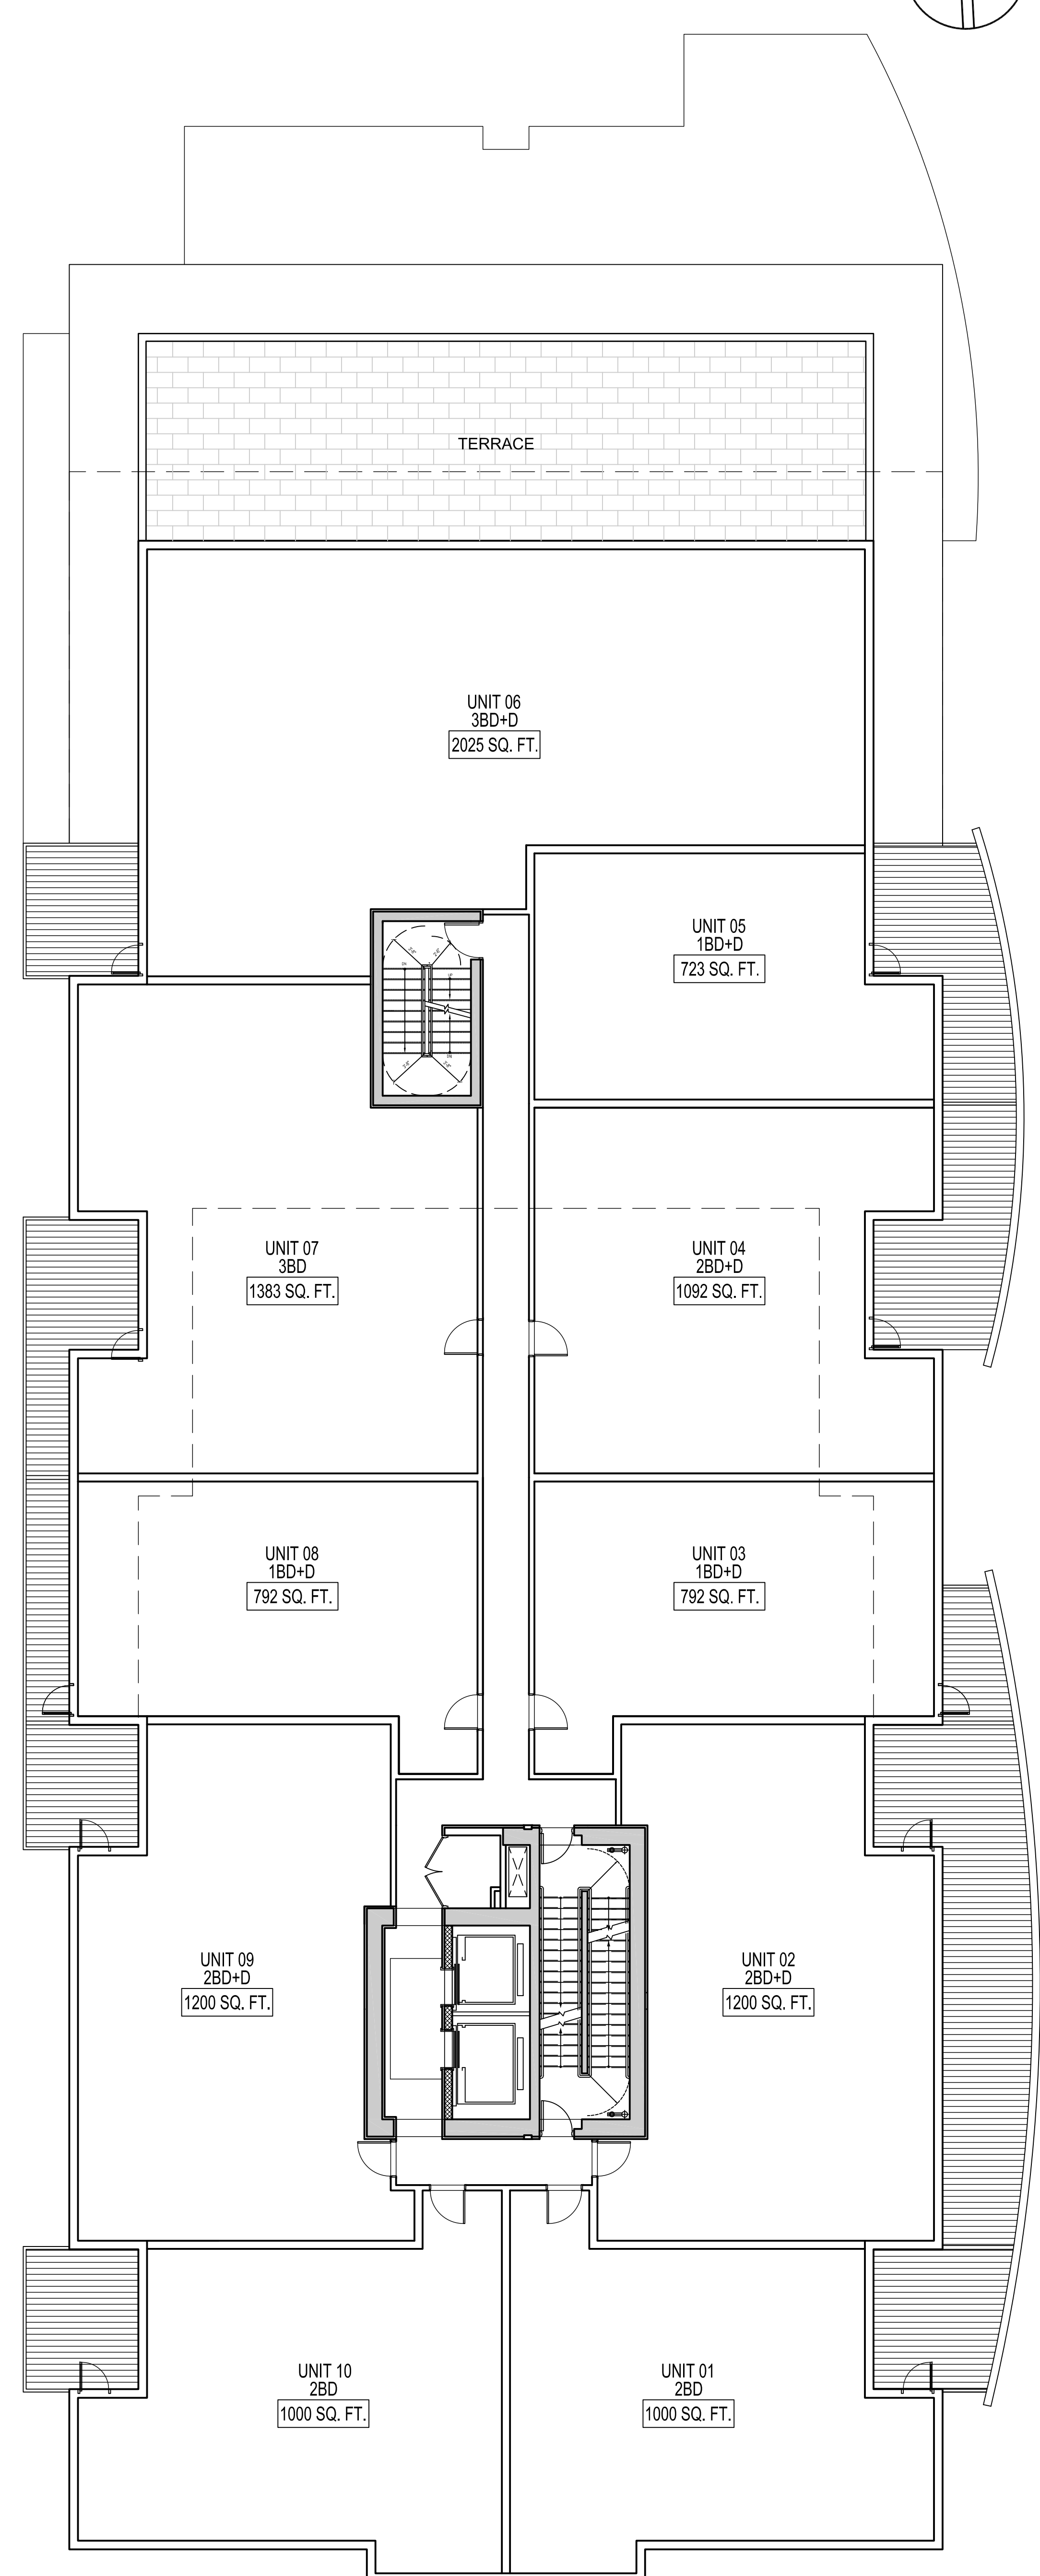 TERRACE
UNIT 06
3BD+D
2025 SQ. FT.
UNIT 05
1BD+D
723 SQ. FT.
UNIT 07
3BD
1383 SQ. FT.
UNIT 04
2BD+D
1092 SQ. FT.
UNIT 08
1BD+D
792 SQ. FT.
UNIT 03
1BD+D
792 SQ. FT.
UNIT 09
2BD+D
1200 SQ. FT.
UNIT 02
2BD+D
1200 SQ. FT.
UNIT 10
2BD
1000 SQ. FT.
UNIT 01
2BD
1000 SQ. FT.